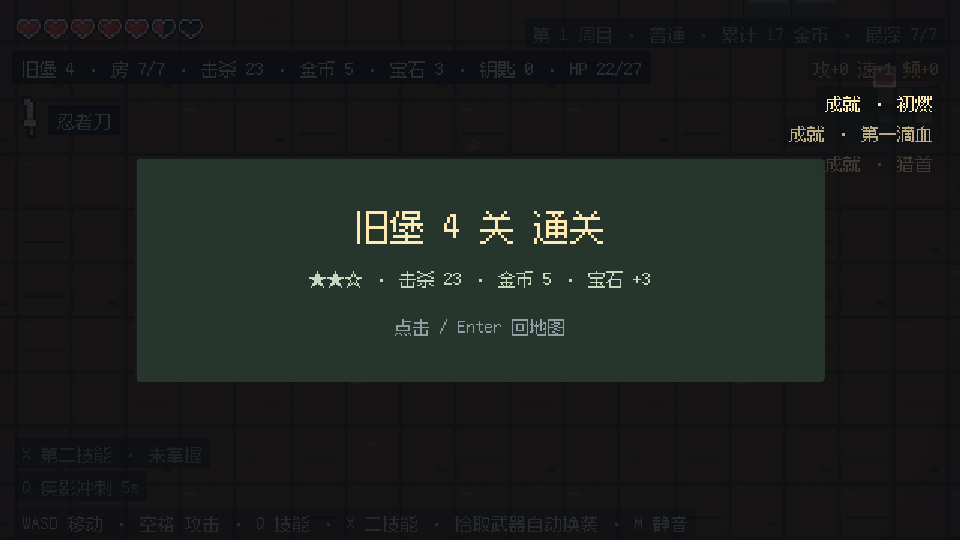 第 1 周目 · 普通 · 累计 17 金币 · 最深 7/7
旧堡 4 · 房 7/7 · 击杀 23 · 金币 5 · 宝石 3 · 钥匙 0 · HP 22/27
攻+0 速+1 频+0
成就 · 初燃
忍者刀
成就 · 第一滴血
成就 · 猎首
旧堡 4 关 通关
★★☆ · 击杀 23 · 金币 5 · 宝石 +3
点击 / Enter 回地图
X 第二技能 · 未掌握
Q 疾影冲刺 5s
WASD 移动 · 空格 攻击 · Q 技能 · X 二技能 · 拾取武器自动换装 · M 静音